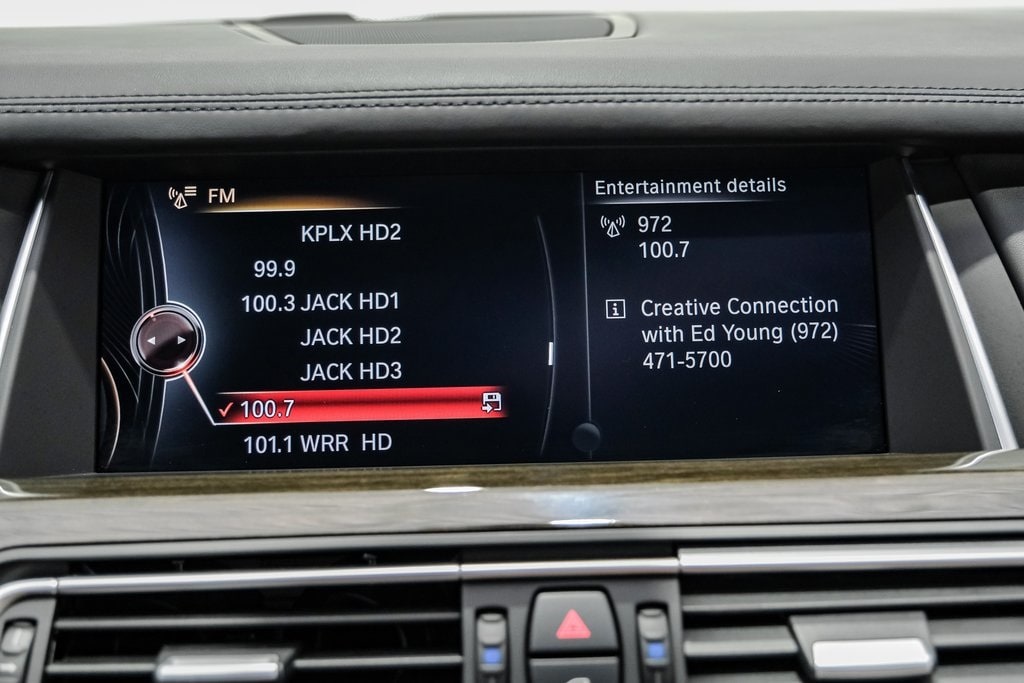 FM
KPLX HD2
99.9
100.3 JACK HD1
JACK HD2
JACK HD3
100.7
101.1 WRR HD
Entertainment details
972
100.7
Creative Connection
with Ed Young (972)
471-5700